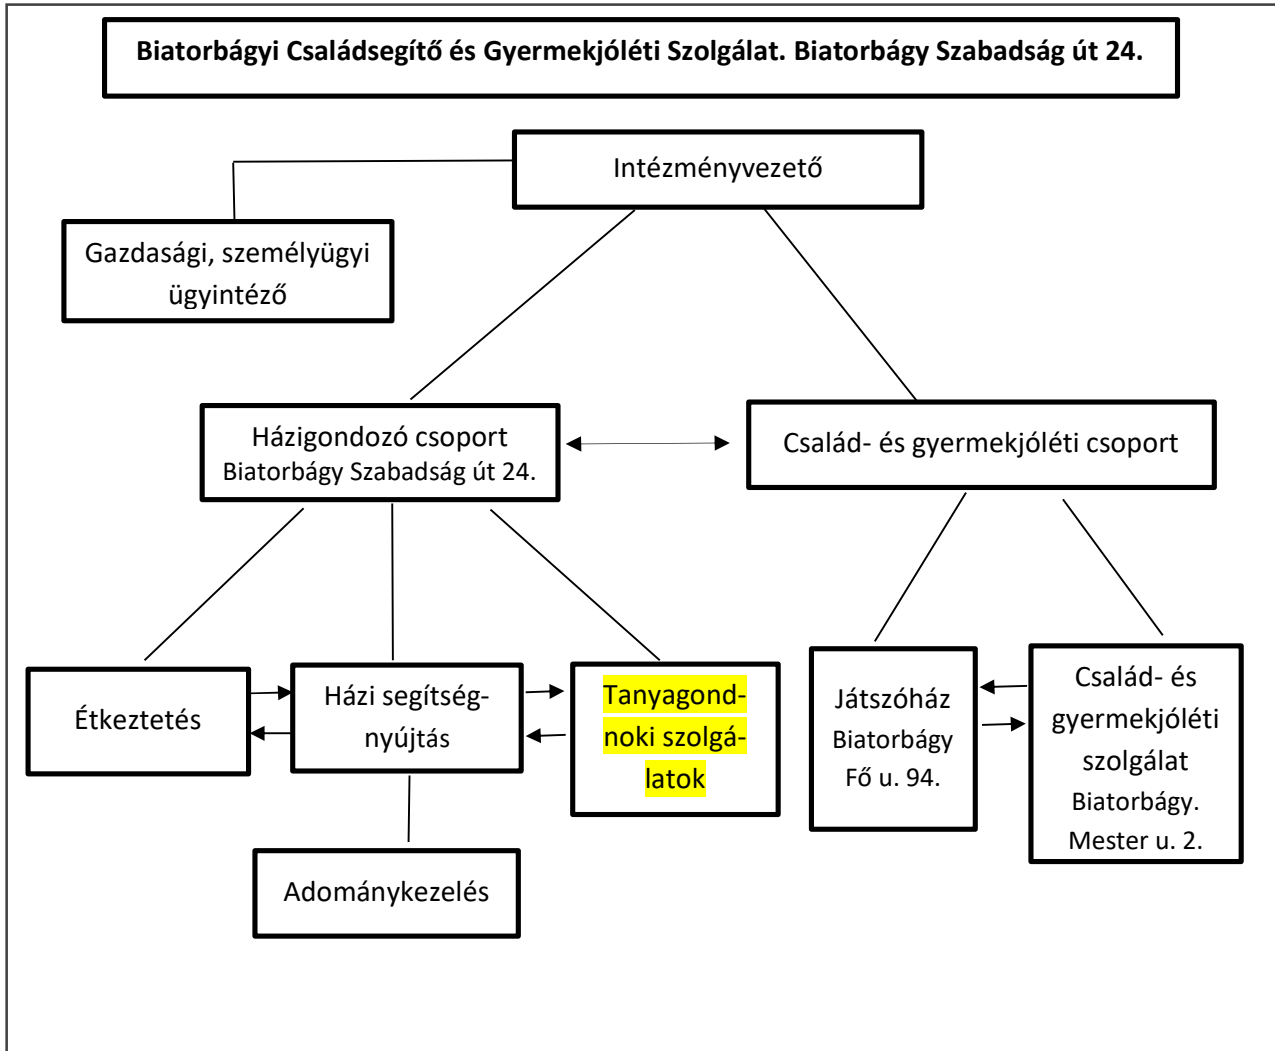 Biatorbágyi Családsegítő és Gyermekjóléti Szolgálat. Biatorbágy Szabadság út 24.
Intézményvezető
Gazdasági, személyügyi
ügyintéző
Házigondozó csoport
Biatorbágy Szabadság út 24.
Család- és gyermekjóléti csoport
Étkeztetés
Házi segítség-
nyújtás
Tanyagond-
noki szolgá-
latok
Játszóház
Biatorbágy
Fő u. 94.
Család- és
gyermekjóléti
szolgálat
Biatorbágy.
Mester u. 2.
Adománykezelés